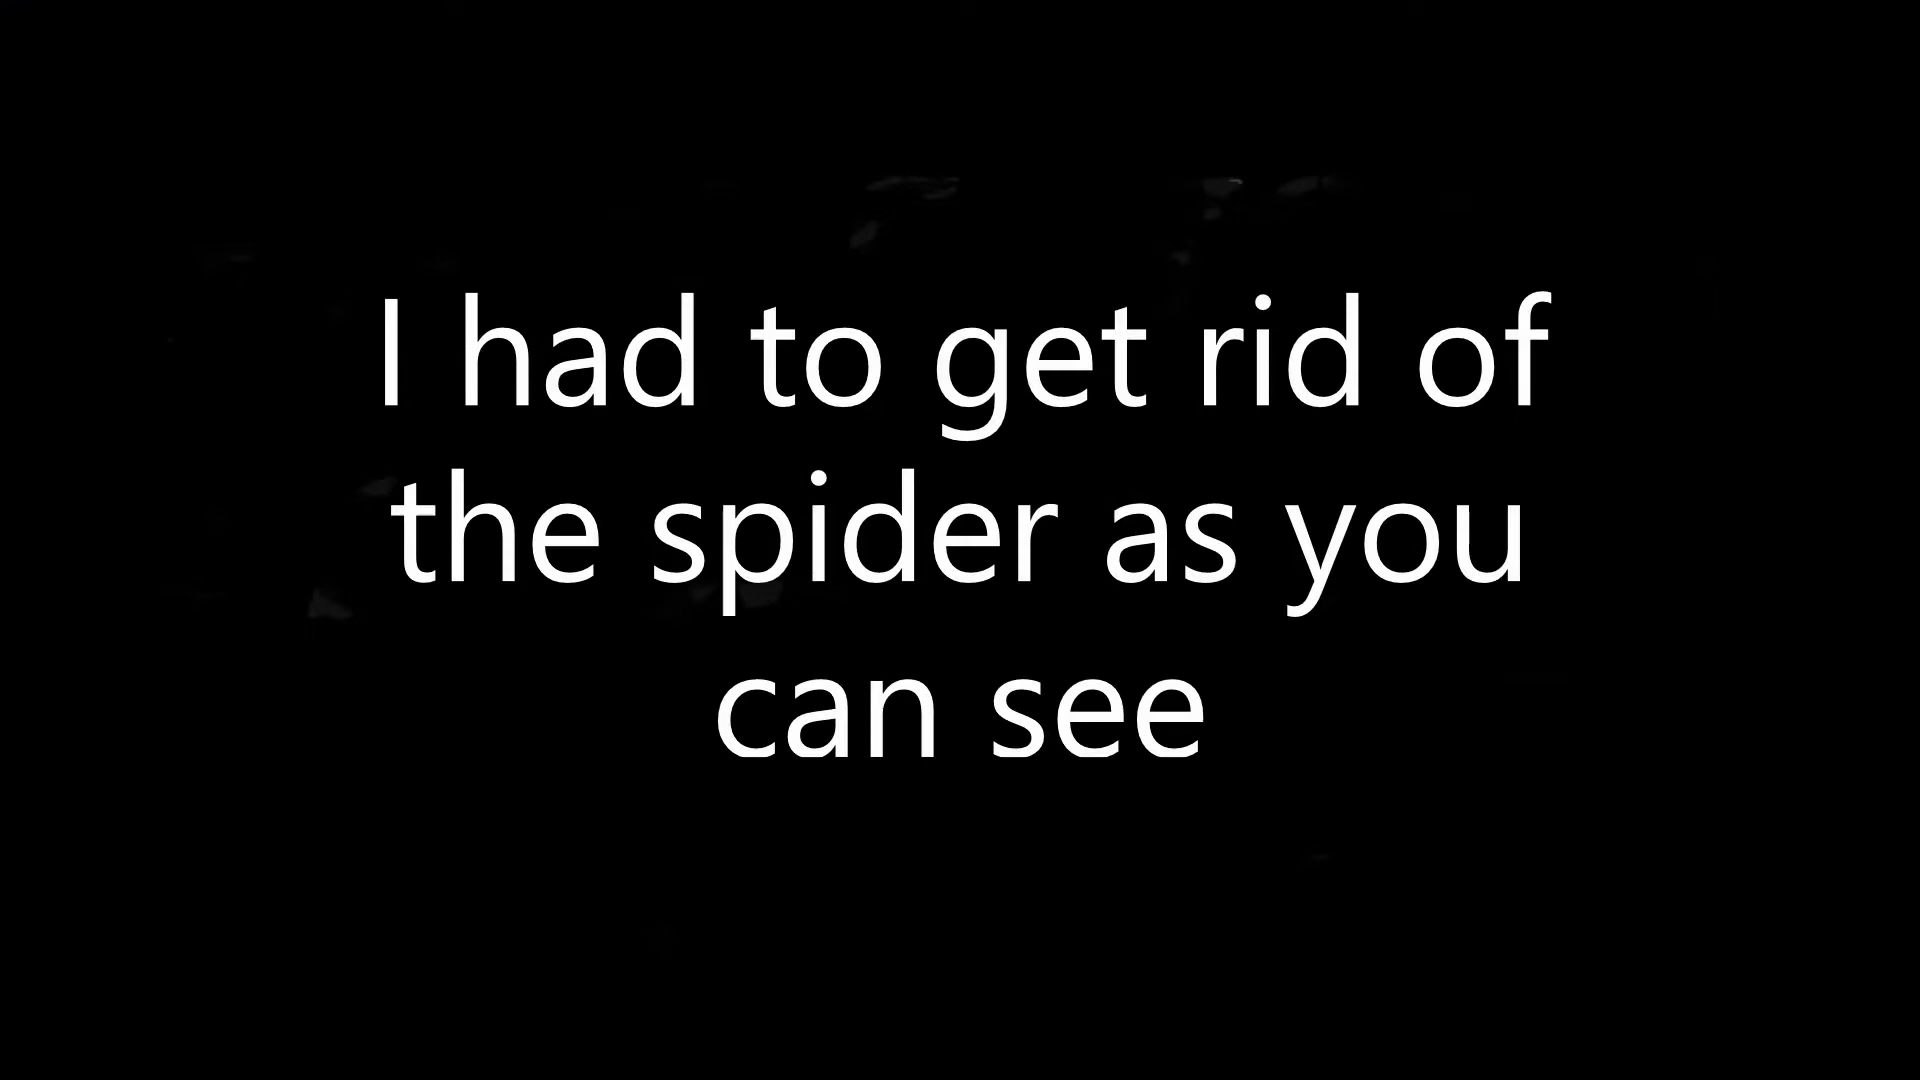 I had to get rid of
the spider as you
can see